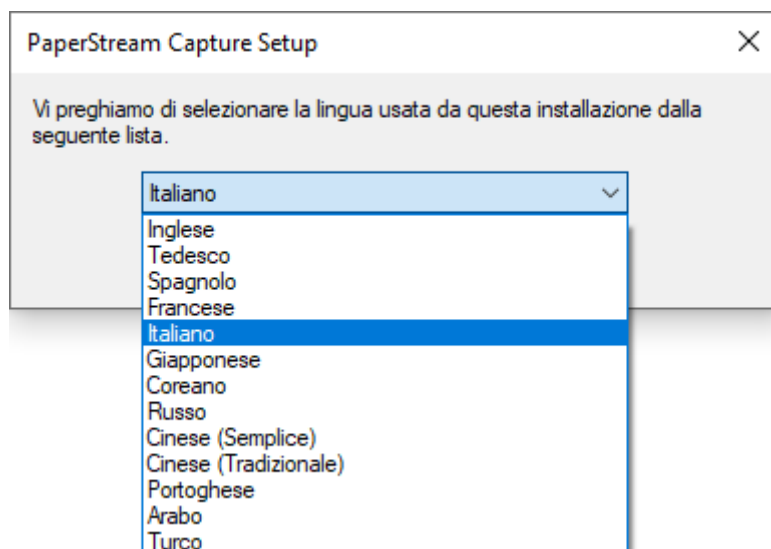 PaperStream Capture Setup
Vi preghiamo di selezionare la lingua usata da questa installazione dalla
seguente lista.
Italiano
Inglese
Tedesco
Spagnolo
Francese
Italiano
Giapponese
Coreano
Russo
Cinese (Semplice)
Cinese (Tradizionale)
Portoghese
Arabo
Turco